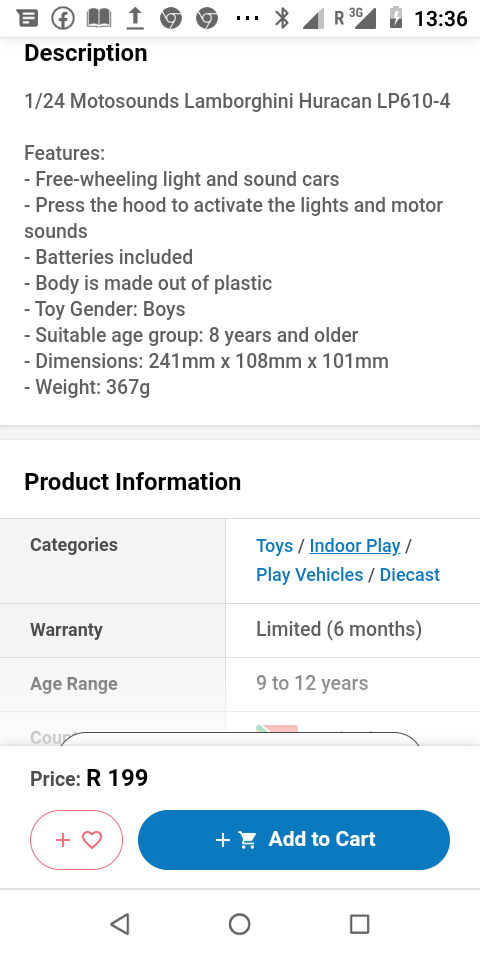 R 3G 13:36
Description
1/24 Motosounds Lamborghini Huracan LP610-4
Features:
- Free-wheeling light and sound cars
- Press the hood to activate the lights and motor
sounds
- Batteries included
- Body is made out of plastic
- Toy Gender: Boys
- Suitable age group: 8 years and older
- Dimensions: 241mm x 108mm x 101mm
- Weight: 367g
Product Information
Categories
Toys / Indoor Play /
Play Vehicles / Diecast
Warranty
Limited (6 months)
Age Range
9 to 12 years
Price: R 199
+
+ Add to Cart